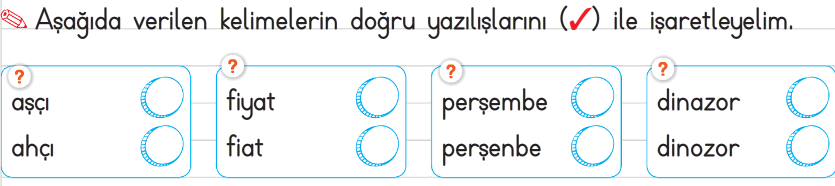 Aşağıda verilen kelimelerin doğru yazılışlarını (✓) ile işaretleyelim.
? ? ? ?
aşçı fiyat perşembe dinazor
ahçı fiat perşenbe dinozor